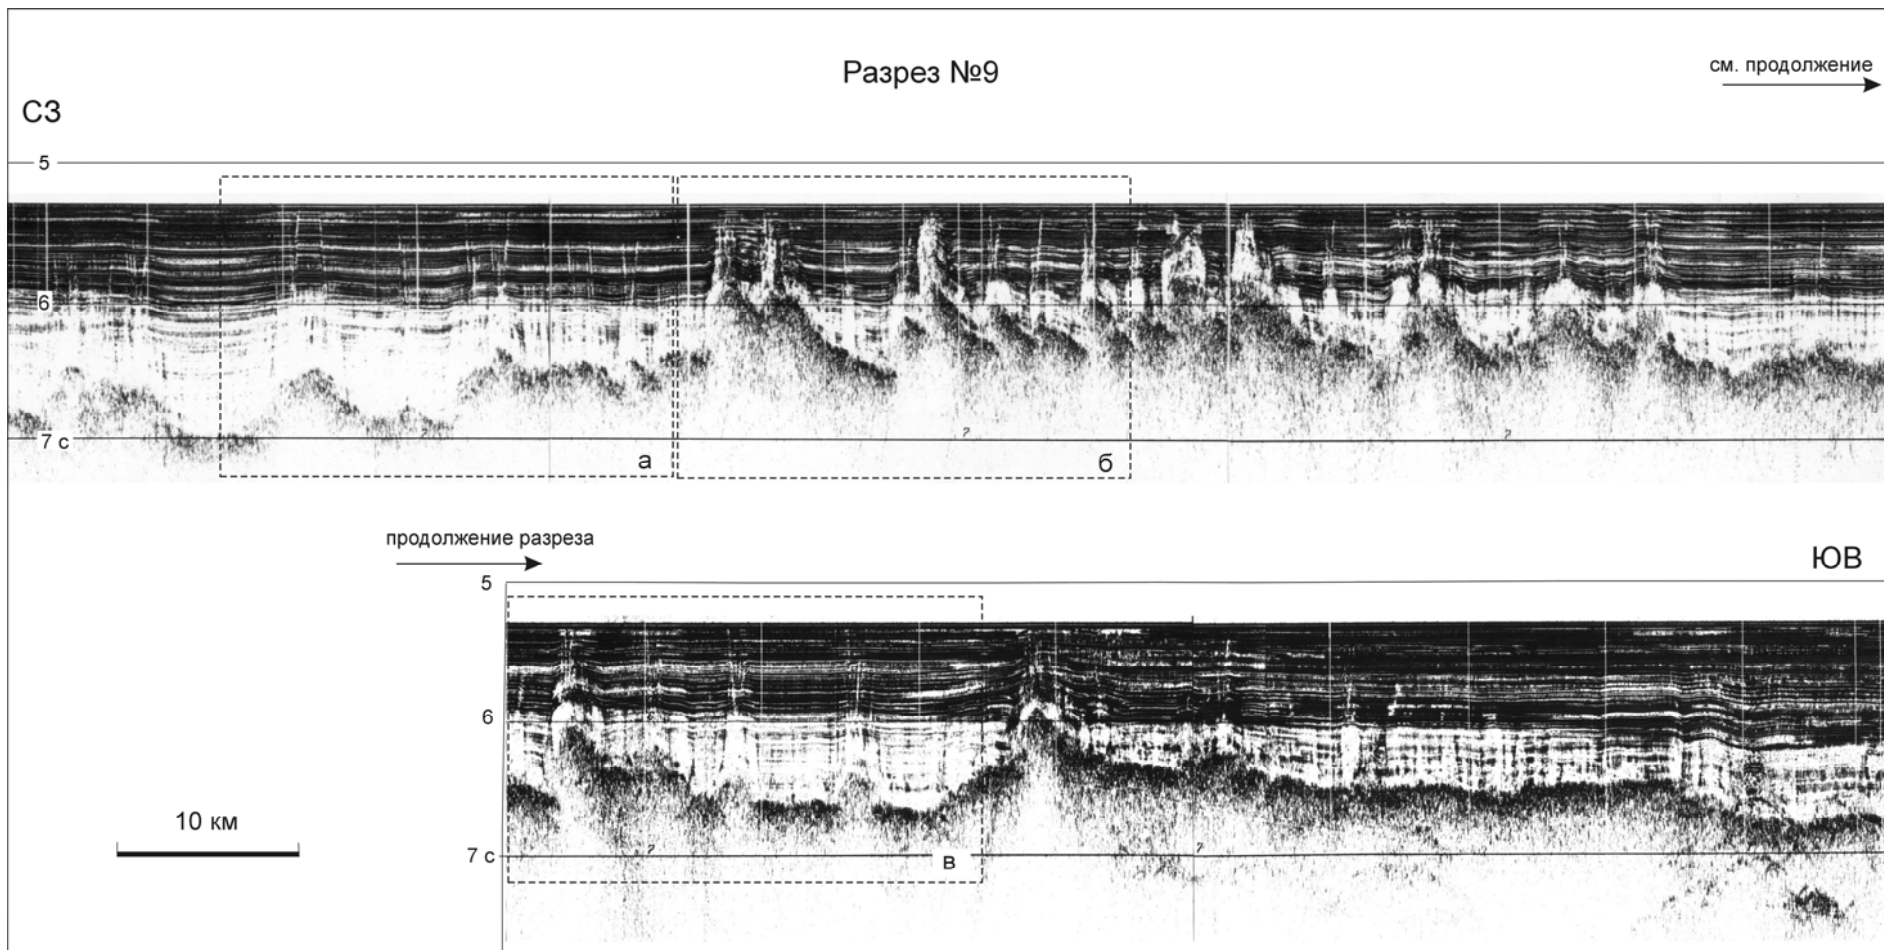 Разрез №9
см. продолжение
СЗ
5
6
7 с
а
б
продолжение разреза
ЮВ
5
6
7 с
в
10 км